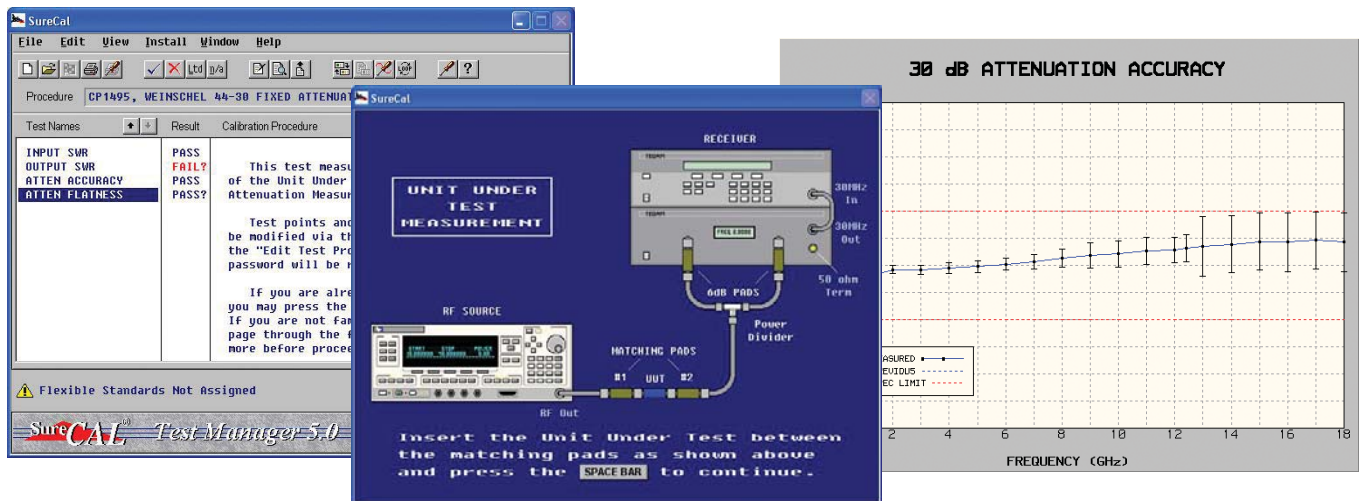 SureCal
File Edit View Install Window Help
Ltd n/a
?
Procedure CP1495, WEINSCHEL 44-30 FIXED ATTENUAT
Test Names Result Calibration Procedure
INPUT SWR PASS
OUTPUT SWR FAIL?
ATTEN ACCURACY PASS
ATTEN FLATNESS PASS?
This test measu
of the Unit Under
Attenuation Measur
Test points and
be modified via th
the "Edit Test Pro
password will be r
If you are alre
you may press the
If you are not fam
page through the f
more before procee
Flexible Standards Not Assigned
SureCAL® Test Manager 5.0
SureCal
UNIT UNDER
TEST
MEASUREMENT
RECEIVER
TEGAM
30MHz
In
TEGAM
FREQ 0.0000
30MHz
Out
50 ohm
Term
6dB PADS
Power
Divider
RF SOURCE
START STOP POWER
MATCHING PADS
#1 UUT #2
RF Out
Insert the Unit Under Test between
the matching pads as shown above
and press the SPACE BAR to continue.
30 dB ATTENUATION ACCURACY
ASURED
EVIOUS
EC LIMIT
2 4 6 8 10 12 14 16 18
FREQUENCY (GHz)